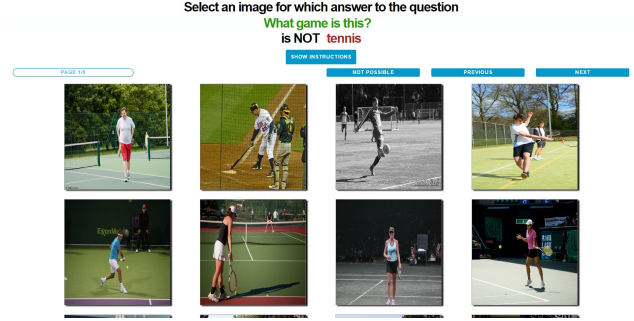 Select an image for which answer to the question
What game is this?
is NOT tennis
SHOW INSTRUCTIONS
PAGE 1/5
NOT POSSIBLE
PREVIOUS
NEXT